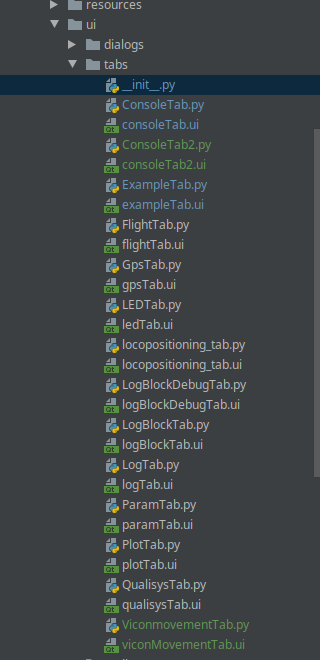 resources
ui
dialogs
tabs
__init__.py
ConsoleTab.py
consoleTab.ui
ConsoleTab2.py
consoleTab2.ui
ExampleTab.py
exampleTab.ui
FlightTab.py
flightTab.ui
GpsTab.py
gpsTab.ui
LEDTab.py
ledTab.ui
locopositioning_tab.py
locopositioning_tab.ui
LogBlockDebugTab.py
logBlockDebugTab.ui
LogBlockTab.py
logBlockTab.ui
LogTab.py
logTab.ui
ParamTab.py
paramTab.ui
PlotTab.py
plotTab.ui
QualisysTab.py
qualisysTab.ui
ViconmovementTab.py
viconMovementTab.ui